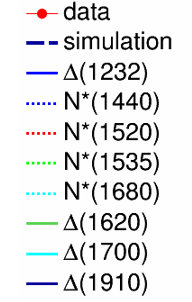 data
simulation
Δ(1232)
N*(1440)
N*(1520)
N*(1535)
N*(1680)
Δ(1620)
Δ(1700)
Δ(1910)